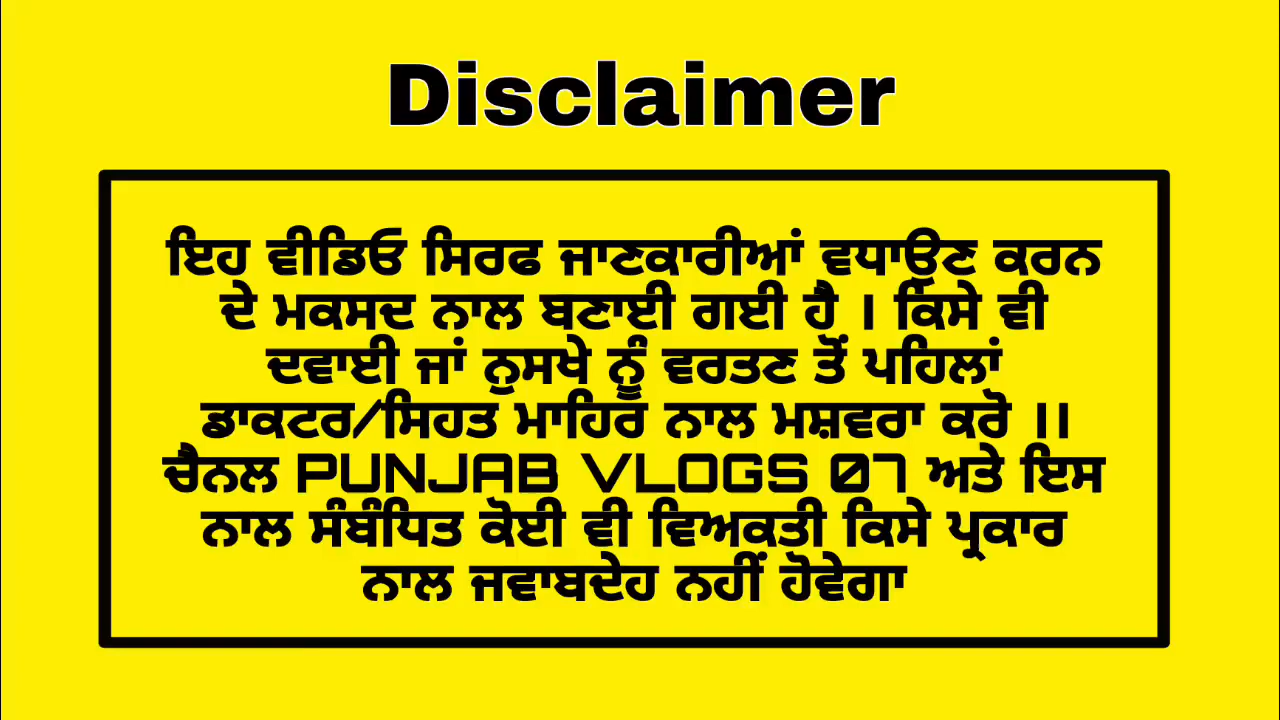 Disclaimer
ਇਹ ਵੀਡਿਓ ਸਿਰਫ ਜਾਣਕਾਰੀਆਂ ਵਧਾਉਣ ਕਰਨ
ਦੇ ਮਕਸਦ ਨਾਲ ਬਣਾਈ ਗਈ ਹੈ । ਕਿਸੇ ਵੀ
ਦਵਾਈ ਜਾਂ ਨੁਸਖੇ ਨੂੰ ਵਰਤਣ ਤੋਂ ਪਹਿਲਾਂ
ਡਾਕਟਰ/ਸਿਹਤ ਮਾਹਿਰ ਨਾਲ ਮਸ਼ਵਰਾ ਕਰੋ ।।
ਚੈਨਲ PUNJAB VLOGS 07 ਅਤੇ ਇਸ
ਨਾਲ ਸੰਬੰਧਿਤ ਕੋਈ ਵੀ ਵਿਅਕਤੀ ਕਿਸੇ ਪ੍ਰਕਾਰ
ਨਾਲ ਜਵਾਬਦੇਹ ਨਹੀਂ ਹੋਵੇਗਾ